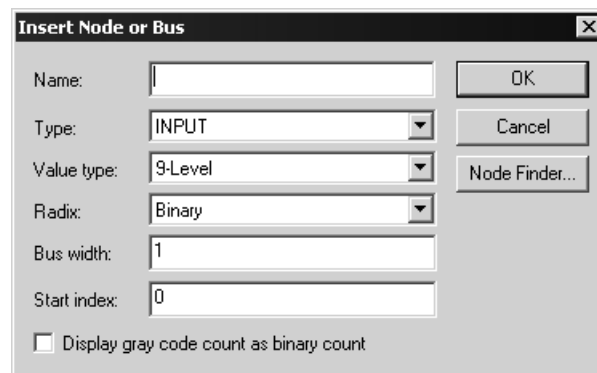 Insert Node or Bus
Name:
OK
Type: INPUT
Cancel
Value type: 9-Level
Node Finder...
Radix: Binary
Bus width: 1
Start index: 0
Display gray code count as binary count